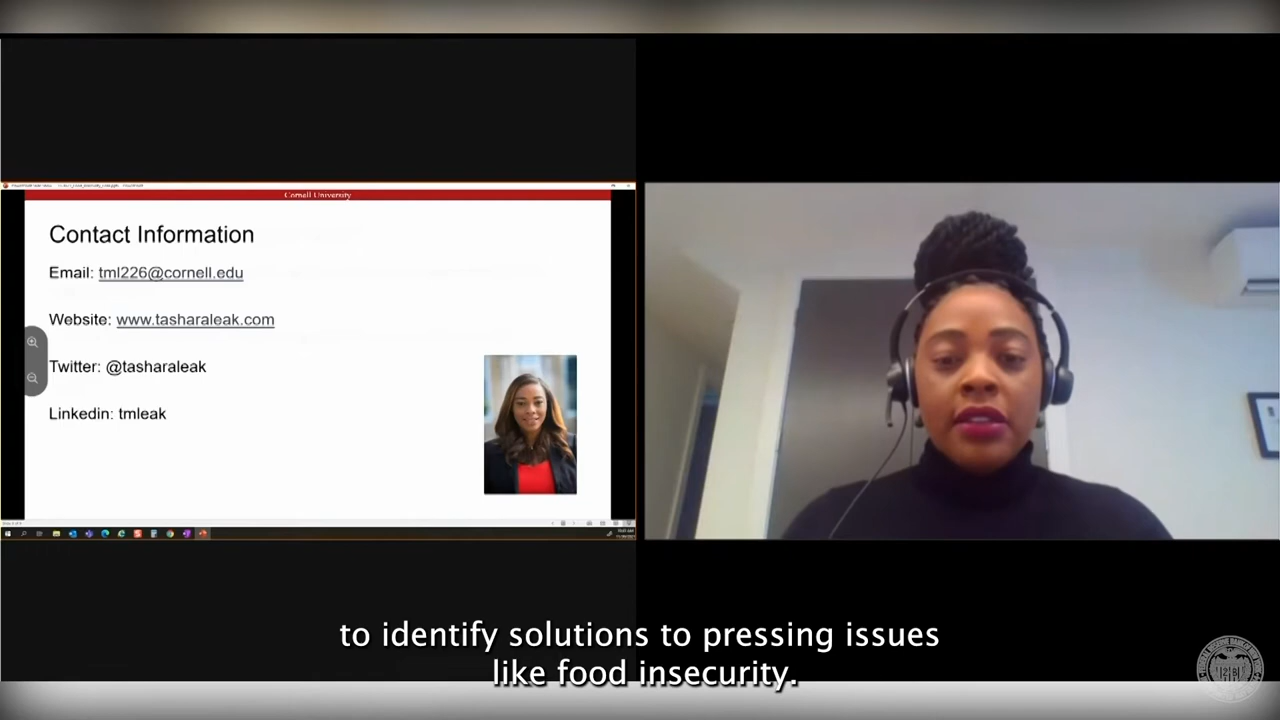 Cornell University
Contact Information
Email: tml226@cornell.edu
Website: www.tasharaleak.com
Twitter: @tasharaleak
Linkedin: tmleak
to identify solutions to pressing issues
like food insecurity.